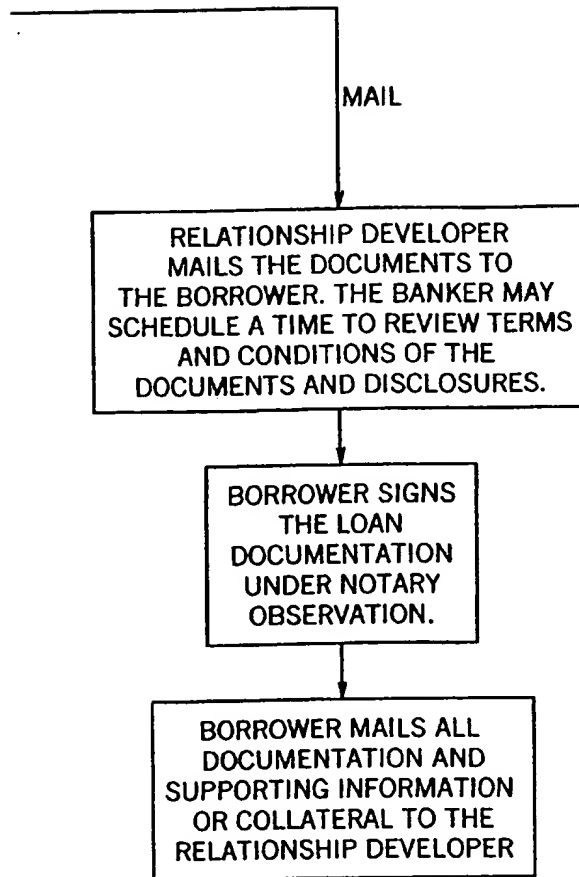 MAIL
RELATIONSHIP DEVELOPER
MAILS THE DOCUMENTS TO
THE BORROWER. THE BANKER MAY
SCHEDULE A TIME TO REVIEW TERMS
AND CONDITIONS OF THE
DOCUMENTS AND DISCLOSURES.
BORROWER SIGNS
THE LOAN
DOCUMENTATION
UNDER NOTARY
OBSERVATION.
BORROWER MAILS ALL
DOCUMENTATION AND
SUPPORTING INFORMATION
OR COLLATERAL TO THE
RELATIONSHIP DEVELOPER